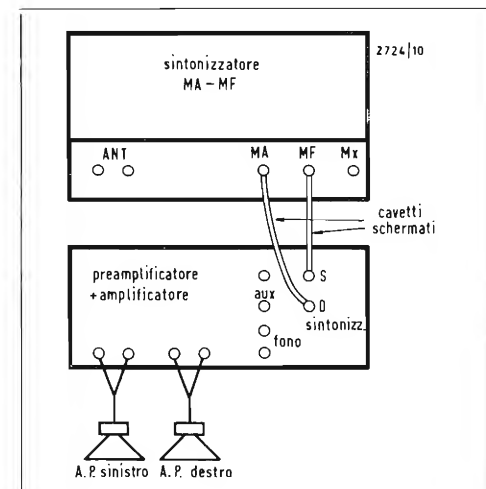 2724/10
sintonizzatore
MA - MF
ANT MA MF Mx
cavetti
schermati
preamplificatore
+ amplificatore
S
aux
D
sintonizz.
fono
A.P. sinistro A.P. destro